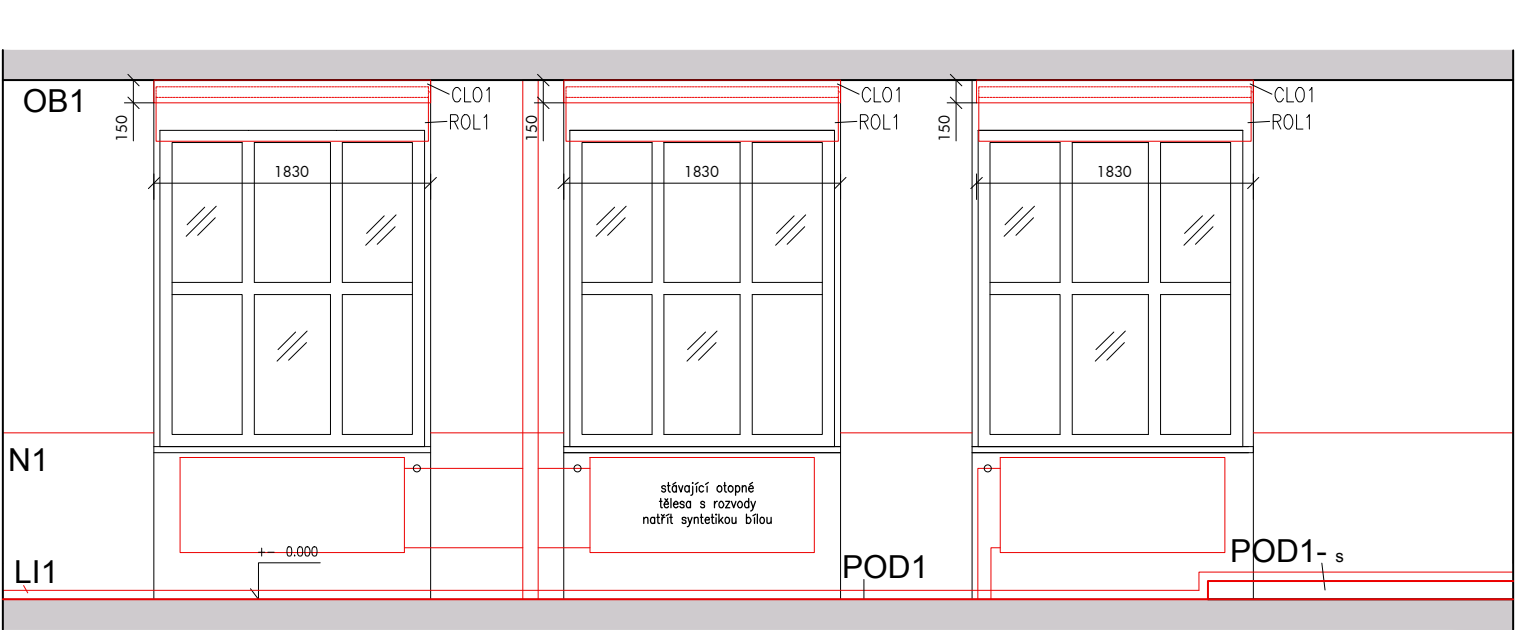 OB1
150
CLO1
ROL1
150
CLO1
ROL1
150
CLO1
ROL1
1830
1830
1830
N1
stávající otopné
tělesa s rozvody
natřít syntetikou bílou
+- 0.000
LI1
POD1
POD1- s